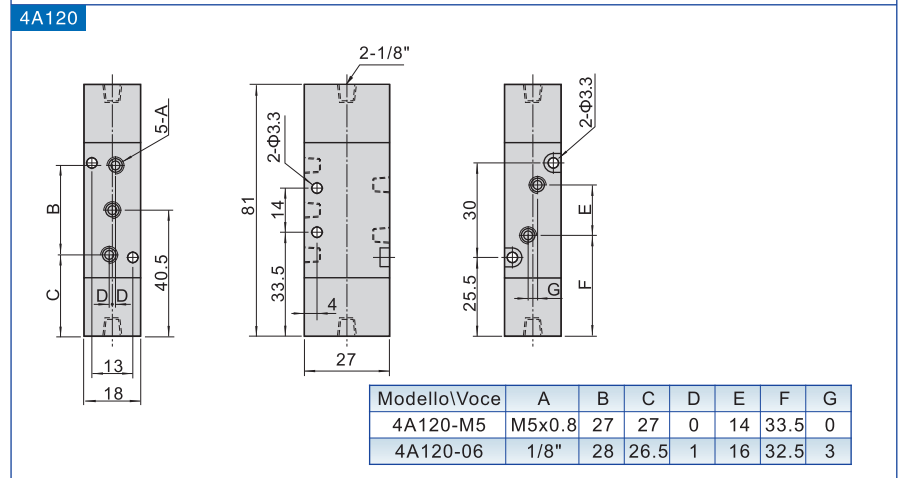 4A120
2-1/8"
5-A
B
C
D D
40.5
13
18
2-Φ3.3
81
14
33.5
4
27
2-Φ3.3
30
25.5
E
F
G
Modello\Voce A B C D E F G
4A120-M5 M5x0.8 27 27 0 14 33.5 0
4A120-06 1/8" 28 26.5 1 16 32.5 3